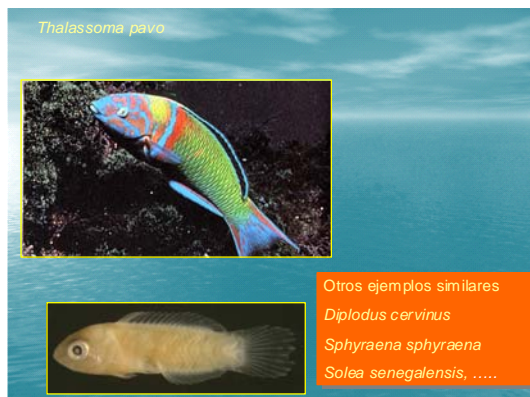 Thalassoma pavo
Otros ejemplos similares
Diplodus cervinus
Sphyraena sphyraena
Solea senegalensis, …..